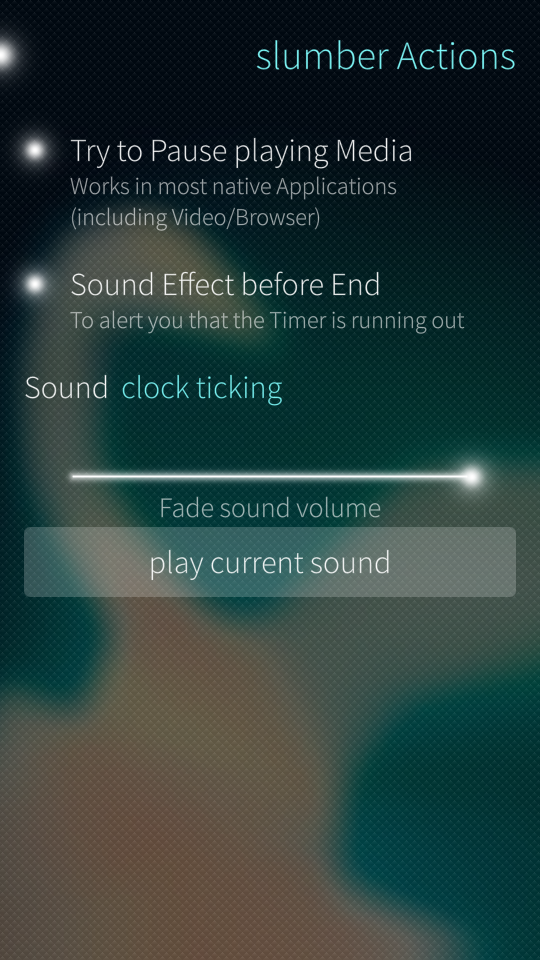 slumber Actions
Try to Pause playing Media
Works in most native Applications
(including Video/Browser)
Sound Effect before End
To alert you that the Timer is running out
Sound clock ticking
Fade sound volume
play current sound